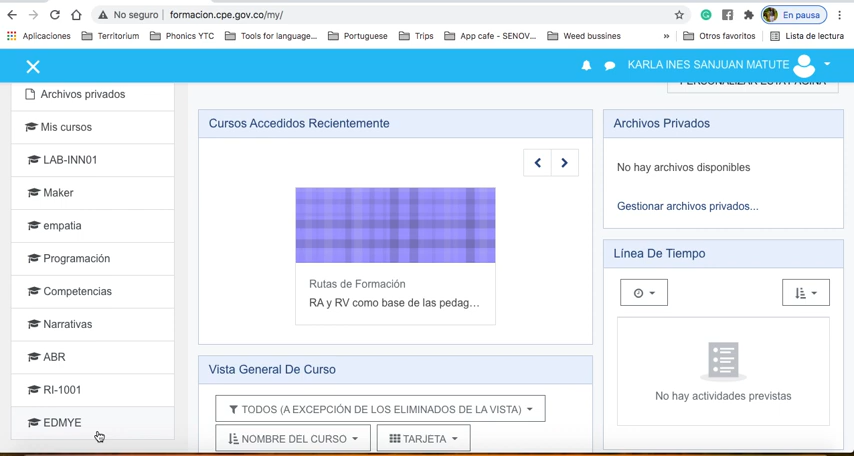 No seguro | formacion.cpe.gov.co/my/
En pausa
Aplicaciones Territorium Phonics YTC Tools for language... Portuguese Trips App cafe - SENOV... Weed bussines » Otros favoritos Lista de lectura
KARLA INES SANJUAN MATUTE
PERSONALIZAR ESTA PÁGINA
Archivos privados
Mis cursos
LAB-INN01
Maker
empatia
Programación
Competencias
Narrativas
ABR
RI-1001
EDMYE
Cursos Accedidos Recientemente
Rutas de Formación
RA y RV como base de las pedag...
Vista General De Curso
TODOS (A EXCEPCIÓN DE LOS ELIMINADOS DE LA VISTA)
NOMBRE DEL CURSO
TARJETA
Archivos Privados
No hay archivos disponibles
Gestionar archivos privados...
Línea De Tiempo
No hay actividades previstas